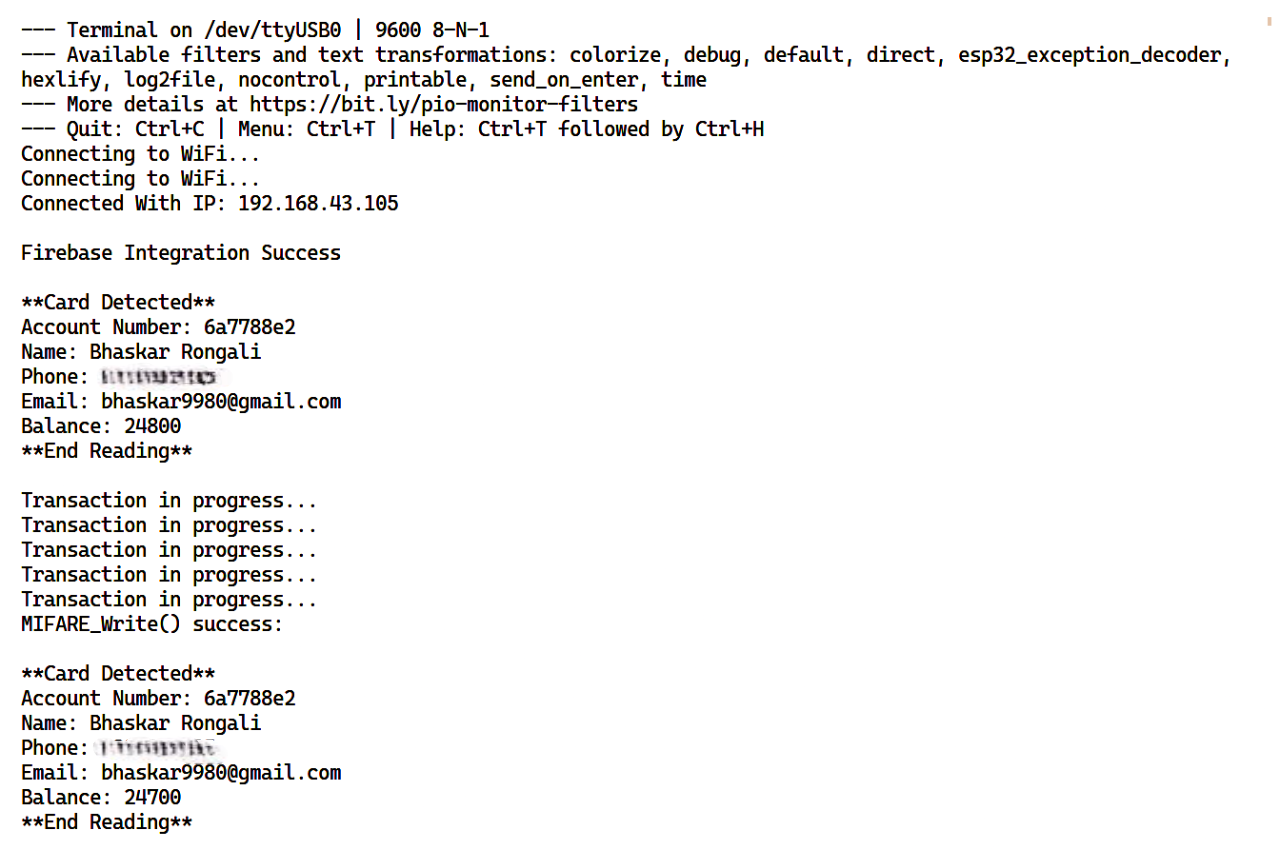 --- Terminal on /dev/ttyUSB0 | 9600 8-N-1
--- Available filters and text transformations: colorize, debug, default, direct, esp32_exception_decoder,
hexlify, log2file, nocontrol, printable, send_on_enter, time
--- More details at https://bit.ly/pio-monitor-filters
--- Quit: Ctrl+C | Menu: Ctrl+T | Help: Ctrl+T followed by Ctrl+H
Connecting to WiFi...
Connecting to WiFi...
Connected With IP: 192.168.43.105
Firebase Integration Success
**Card Detected**
Account Number: 6a7788e2
Name: Bhaskar Rongali
Phone:
Email: bhaskar9980@gmail.com
Balance: 24800
**End Reading**
Transaction in progress...
Transaction in progress...
Transaction in progress...
Transaction in progress...
Transaction in progress...
MIFARE_Write() success:
**Card Detected**
Account Number: 6a7788e2
Name: Bhaskar Rongali
Phone:
Email: bhaskar9980@gmail.com
Balance: 24700
**End Reading**